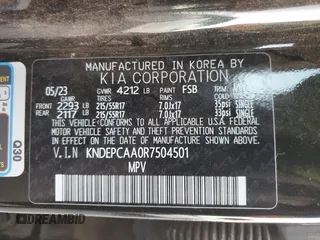 MANUFACTURED IN KOREA BY
KIA CORPORATION
05/23 GVWR 4212 LB PAINT FSB TRIM
FRONT 2293 LB 215/55R17 7.0Jx17 35psi SINGLE
REAR 2117 LB 215/55R17 7.0Jx17 33psi SINGLE
THIS VEHICLE CONFORMS TO ALL APPLICABLE U.S.A. FEDERAL
MOTOR VEHICLE SAFETY, BUMPER, AND THEFT PREVENTION STANDARDS
IN EFFECT ON THE DATE OF MANUFACTURE SHOWN ABOVE.
V.I.N KNDEPCAA0R7504501
MPV
Q30
DREAMBID